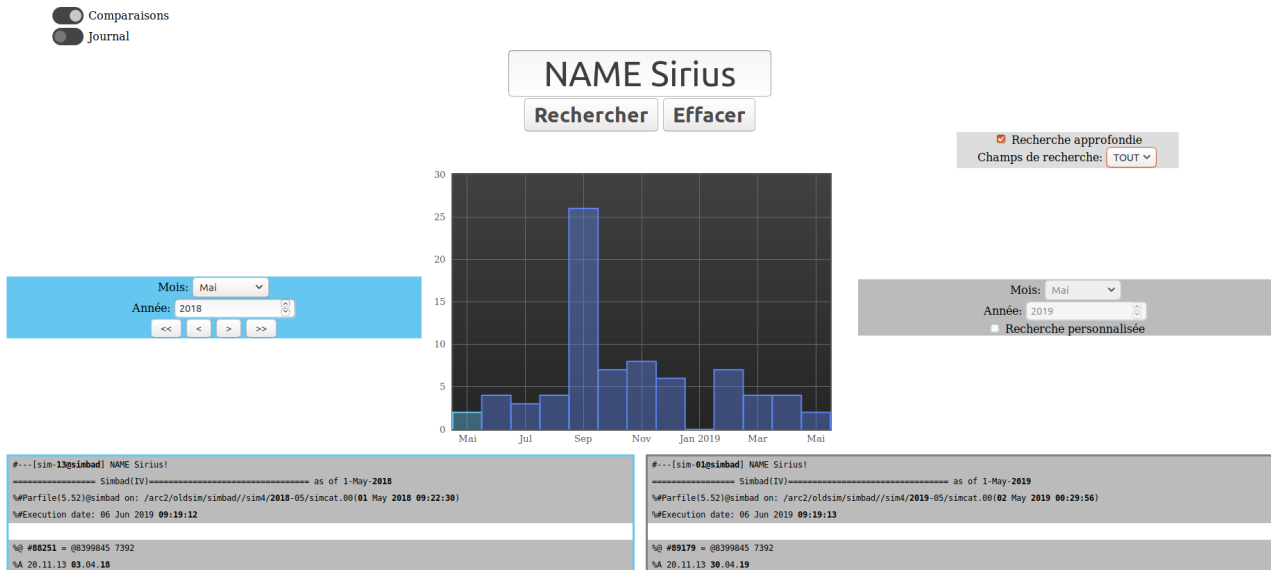 Comparaisons
Journal
NAME Sirius
Rechercher Effacer
Recherche approfondie
Champs de recherche: TOUT
30
25
20
15
10
5
0
Mai Jul Sep Nov Jan 2019 Mar Mai
Mois: Mai
Année: 2018
<< < > >>
Mois: Mai
Année: 2019
Recherche personnalisée
#---[sim-13@simbad] NAME Sirius!
================= Simbad(IV)================================= as of 1-May-2018
%#Parfile(5.52)@simbad on: /arc2/oldsim/simbad//sim4/2018-05/simcat.00(01 May 2018 09:22:30)
%#Execution date: 06 Jun 2019 09:19:12
%@ #88251 = @8399845 7392
%A 20.11.13 03.04.18
#---[sim-01@simbad] NAME Sirius!
================= Simbad(IV)================================= as of 1-May-2019
%#Parfile(5.52)@simbad on: /arc2/oldsim/simbad//sim4/2019-05/simcat.00(02 May 2019 00:29:56)
%#Execution date: 06 Jun 2019 09:19:13
%@ #89179 = @8399845 7392
%A 20.11.13 30.04.19